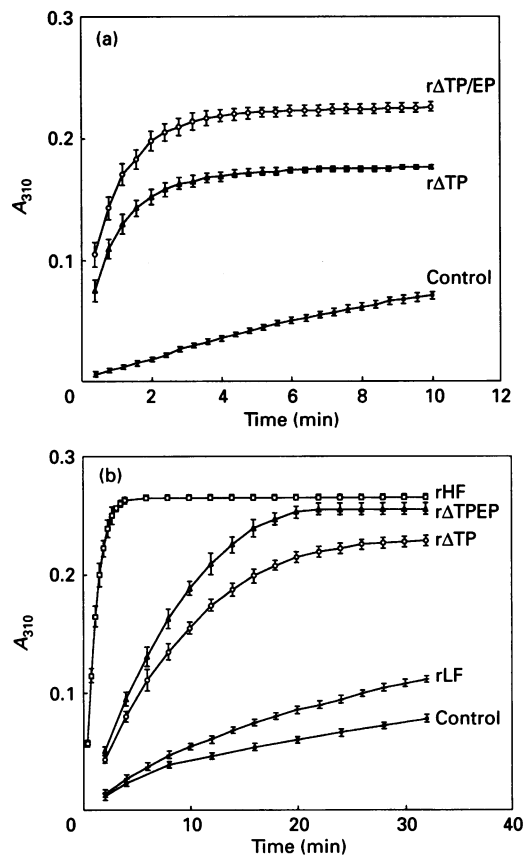 (a)
0.3
0.2
0.1
0
A310
rΔTP/EP
rΔTP
Control
0 2 4 6 8 10 12
Time (min)
(b)
0.3
0.2
0.1
0
A310
rHF
rΔTPEP
rΔTP
rLF
Control
10 20 30 40
Time (min)